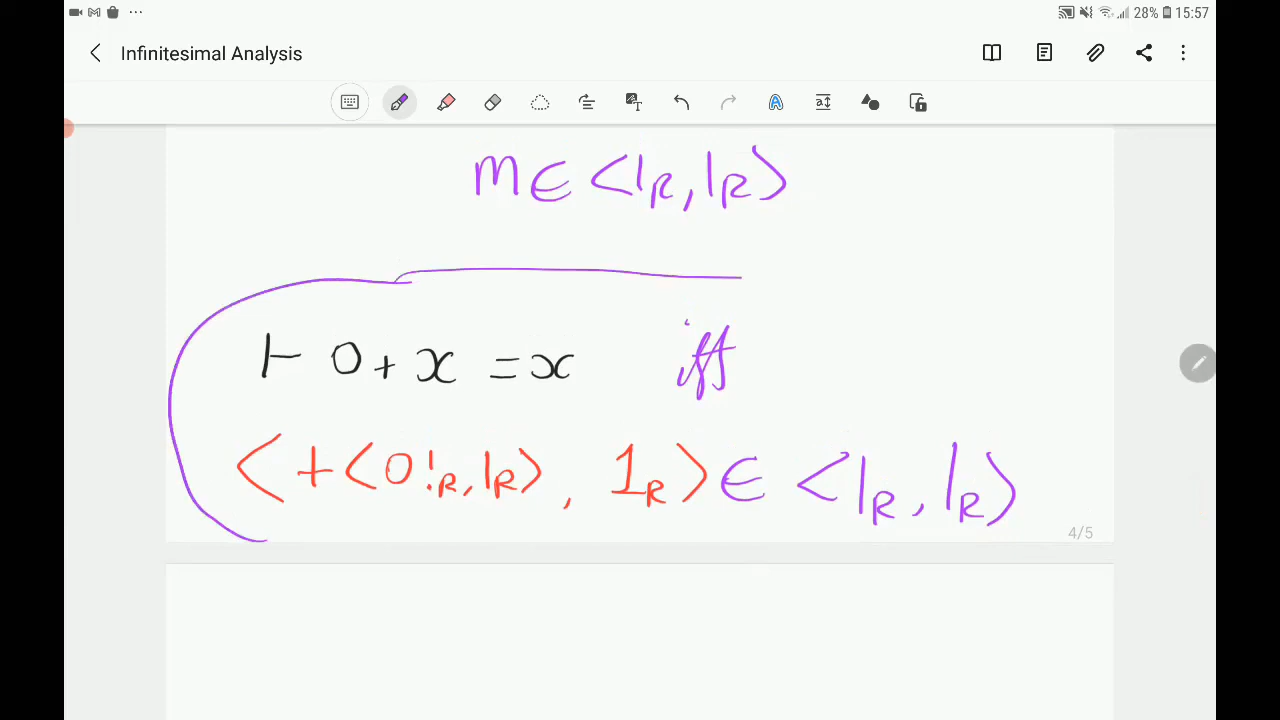 28% 15:57
Infinitesimal Analysis
m ∈ <1_R, 1_R>
⊢ 0 + x = x iff
<+<0!_R, 1_R>, 1_R> ∈ <1_R, 1_R>
4/5